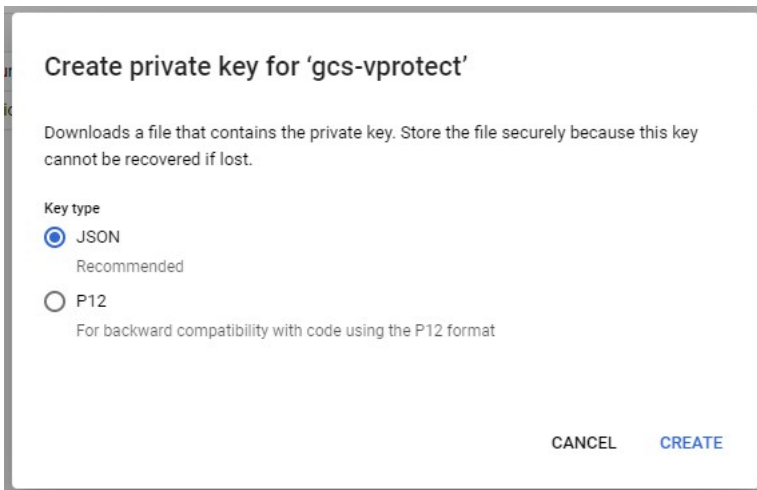 Create private key for ‘gcs-vprotect’
Downloads a file that contains the private key. Store the file securely because this key
cannot be recovered if lost.
Key type
JSON
Recommended
P12
For backward compatibility with code using the P12 format
CANCEL CREATE